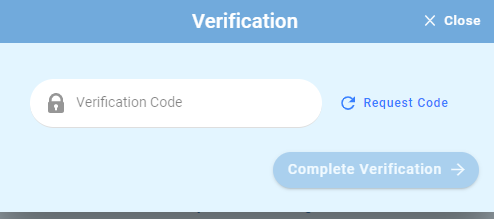 Verification
Close
Verification Code
Request Code
Complete Verification